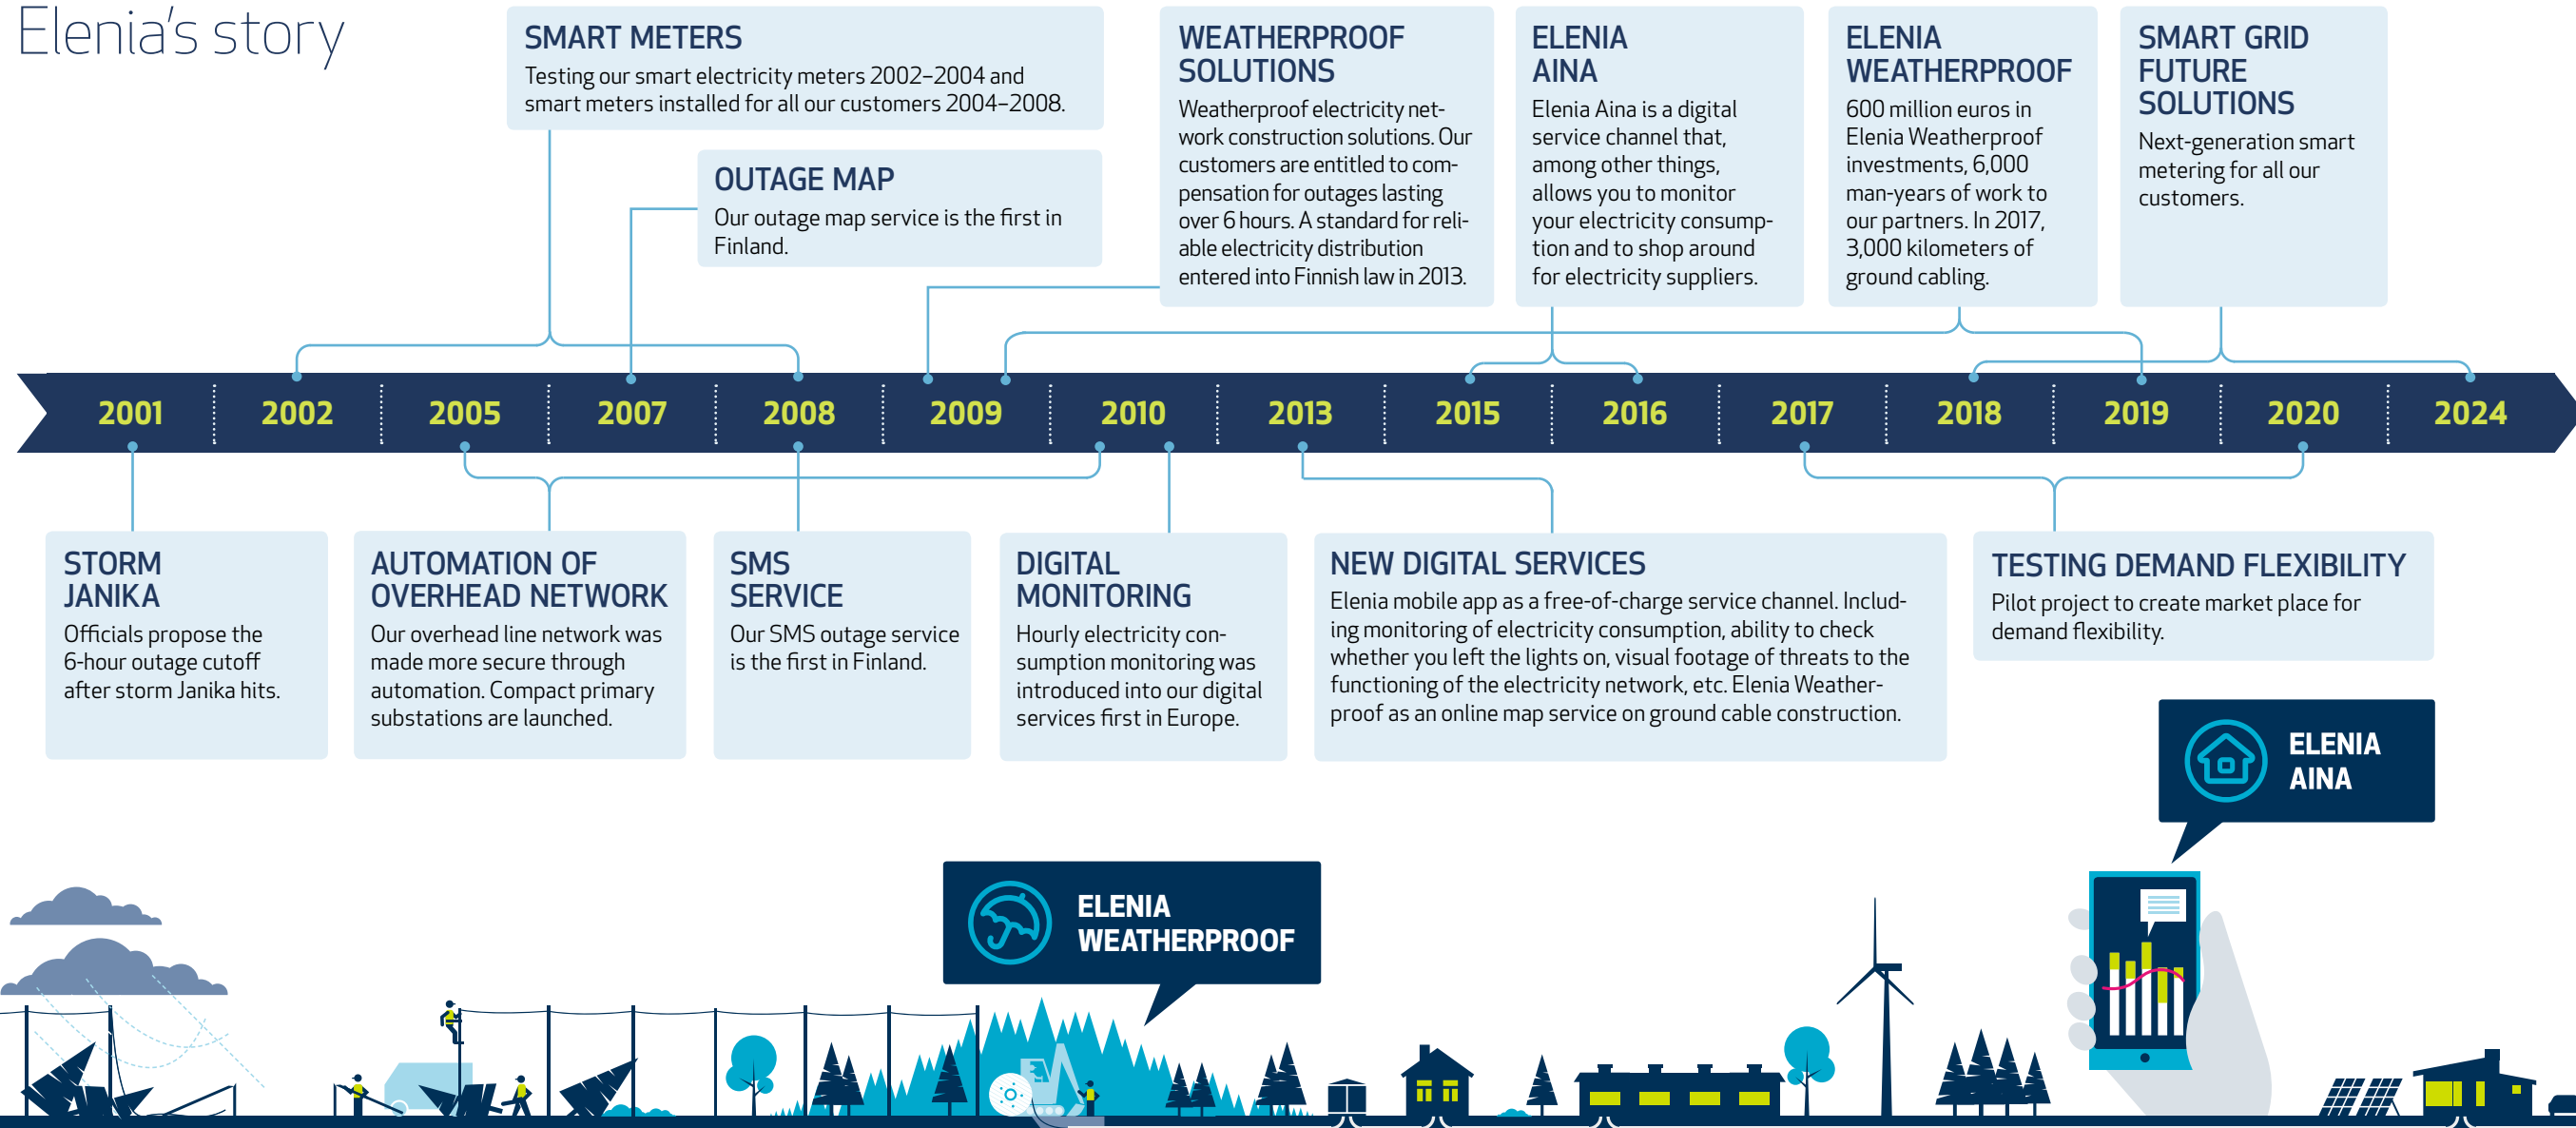 Elenia's story
SMART METERS
Testing our smart electricity meters 2002–2004 and
smart meters installed for all our customers 2004–2008.
OUTAGE MAP
Our outage map service is the first in
Finland.
WEATHERPROOF
SOLUTIONS
Weatherproof electricity net-
work construction solutions. Our
customers are entitled to com-
pensation for outages lasting
over 6 hours. A standard for reli-
able electricity distribution
entered into Finnish law in 2013.
ELENIA
AINA
Elenia Aina is a digital
service channel that,
among other things,
allows you to monitor
your electricity consump-
tion and to shop around
for electricity suppliers.
ELENIA
WEATHERPROOF
600 million euros in
Elenia Weatherproof
investments, 6,000
man-years of work to
our partners. In 2017,
3,000 kilometers of
ground cabling.
SMART GRID
FUTURE
SOLUTIONS
Next-generation smart
metering for all our
customers.
2001 2002 2005 2007 2008 2009 2010 2013 2015 2016 2017 2018 2019 2020 2024
STORM
JANIKA
Officials propose the
6-hour outage cutoff
after storm Janika hits.
AUTOMATION OF
OVERHEAD NETWORK
Our overhead line network was
made more secure through
automation. Compact primary
substations are launched.
SMS
SERVICE
Our SMS outage service
is the first in Finland.
DIGITAL
MONITORING
Hourly electricity con-
sumption monitoring was
introduced into our digital
services first in Europe.
NEW DIGITAL SERVICES
Elenia mobile app as a free-of-charge service channel. Includ-
ing monitoring of electricity consumption, ability to check
whether you left the lights on, visual footage of threats to the
functioning of the electricity network, etc. Elenia Weather-
proof as an online map service on ground cable construction.
TESTING DEMAND FLEXIBILITY
Pilot project to create market place for
demand flexibility.
ELENIA
AINA
ELENIA
WEATHERPROOF